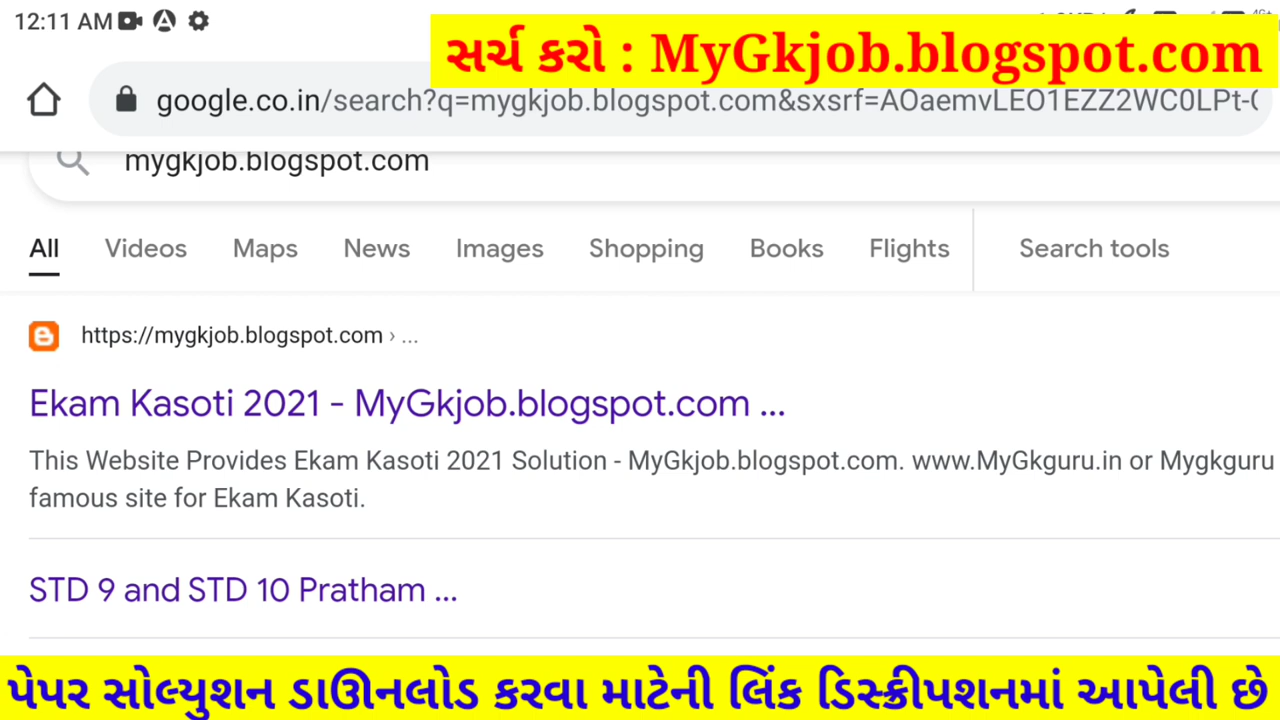 12:11 AM
સર્ચ કરો : MyGkjob.blogspot.com
google.co.in/search?q=mygkjob.blogspot.com&sxsrf=AOaemvLEO1EZZ2WC0LPt-
mygkjob.blogspot.com
All Videos Maps News Images Shopping Books Flights Search tools
https://mygkjob.blogspot.com › ...
Ekam Kasoti 2021 - MyGkjob.blogspot.com ...
This Website Provides Ekam Kasoti 2021 Solution - MyGkjob.blogspot.com. www.MyGkguru.in or Mygkguru
famous site for Ekam Kasoti.
STD 9 and STD 10 Pratham ...
પેપર સોલ્યુશન ડાઊનલોડ કરવા માટેની લિંક ડિસ્ક્રીપશનમાં આપેલી છે